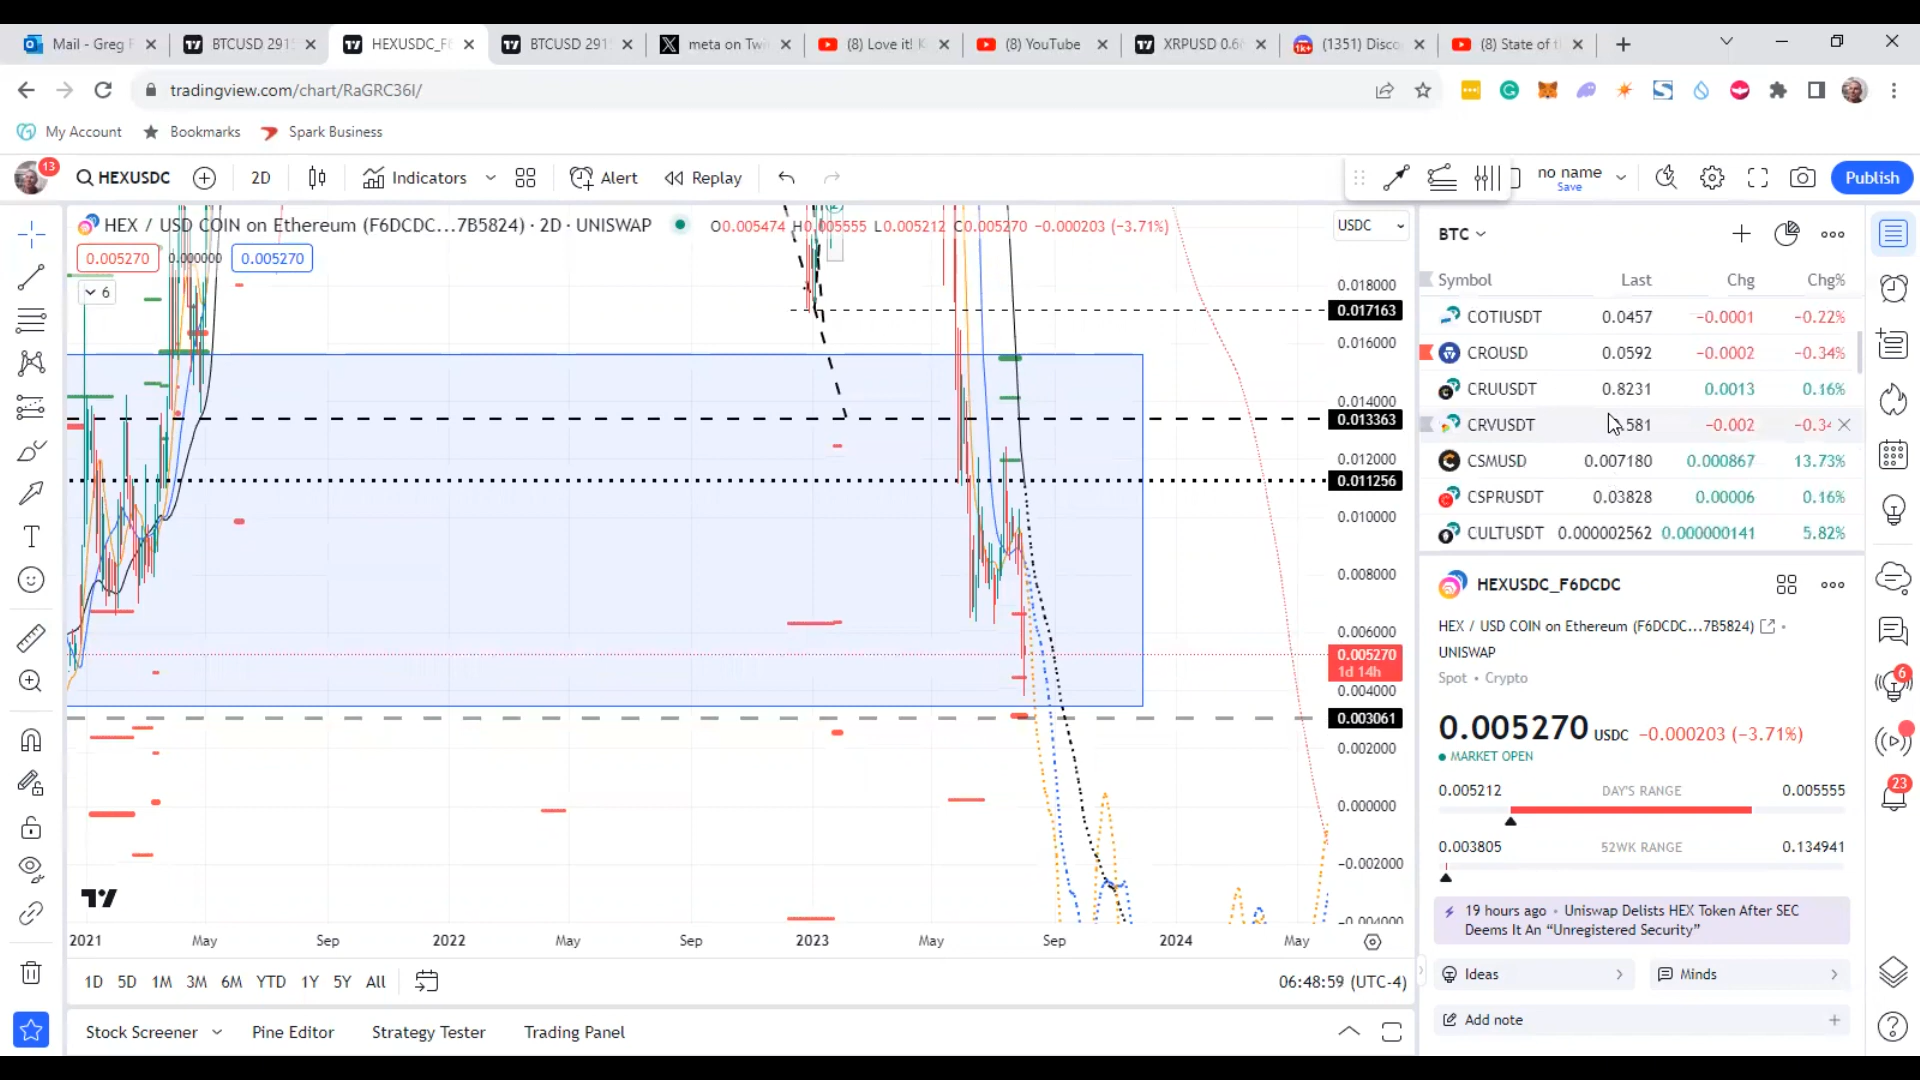 Mail - Greg F
BTCUSD 291
HEXUSDC_F
BTCUSD 291
meta on Tw
(8) Love it!
(8) YouTube
XRPUSD 0.6
(1351) Disco
(8) State of t
tradingview.com/chart/RaGRC36I/
My Account
Bookmarks
Spark Business
13
HEXUSDC
2D
Indicators
Alert
Replay
no name
Save
Publish
HEX / USD COIN on Ethereum (F6DCDC...7B5824) · 2D · UNISWAP
O0.005474 H0.005555 L0.005212 C0.005270 −0.000203 (−3.71%)
USDC
0.005270
0.000000
0.005270
6
0.018000
0.017163
0.016000
0.014000
0.013363
0.012000
0.011256
0.010000
0.008000
0.006000
0.005270
1d 14h
0.004000
0.003061
0.002000
0.000000
−0.002000
−0.004000
2021 May Sep 2022 May Sep 2023 May Sep 2024 May
1D 5D 1M 3M 6M YTD 1Y 5Y All
06:48:59 (UTC-4)
Stock Screener
Pine Editor
Strategy Tester
Trading Panel
BTC
Symbol Last Chg Chg%
COTIUSDT 0.0457 −0.0001 −0.22%
CROUSD 0.0592 −0.0002 −0.34%
CRUUSDT 0.8231 0.0013 0.16%
CRVUSDT .581 −0.002 −0.34
CSMUSD 0.007180 0.000867 13.73%
CSPRUSDT 0.03828 0.00006 0.16%
CULTUSDT 0.000002562 0.000000141 5.82%
HEXUSDC_F6DCDC
HEX / USD COIN on Ethereum (F6DCDC...7B5824) •
UNISWAP
Spot • Crypto
0.005270 USDC −0.000203 (−3.71%)
MARKET OPEN
0.005212 DAY'S RANGE 0.005555
0.003805 52WK RANGE 0.134941
19 hours ago • Uniswap Delists HEX Token After SEC
Deems It An “Unregistered Security”
Ideas
Minds
Add note
6
23